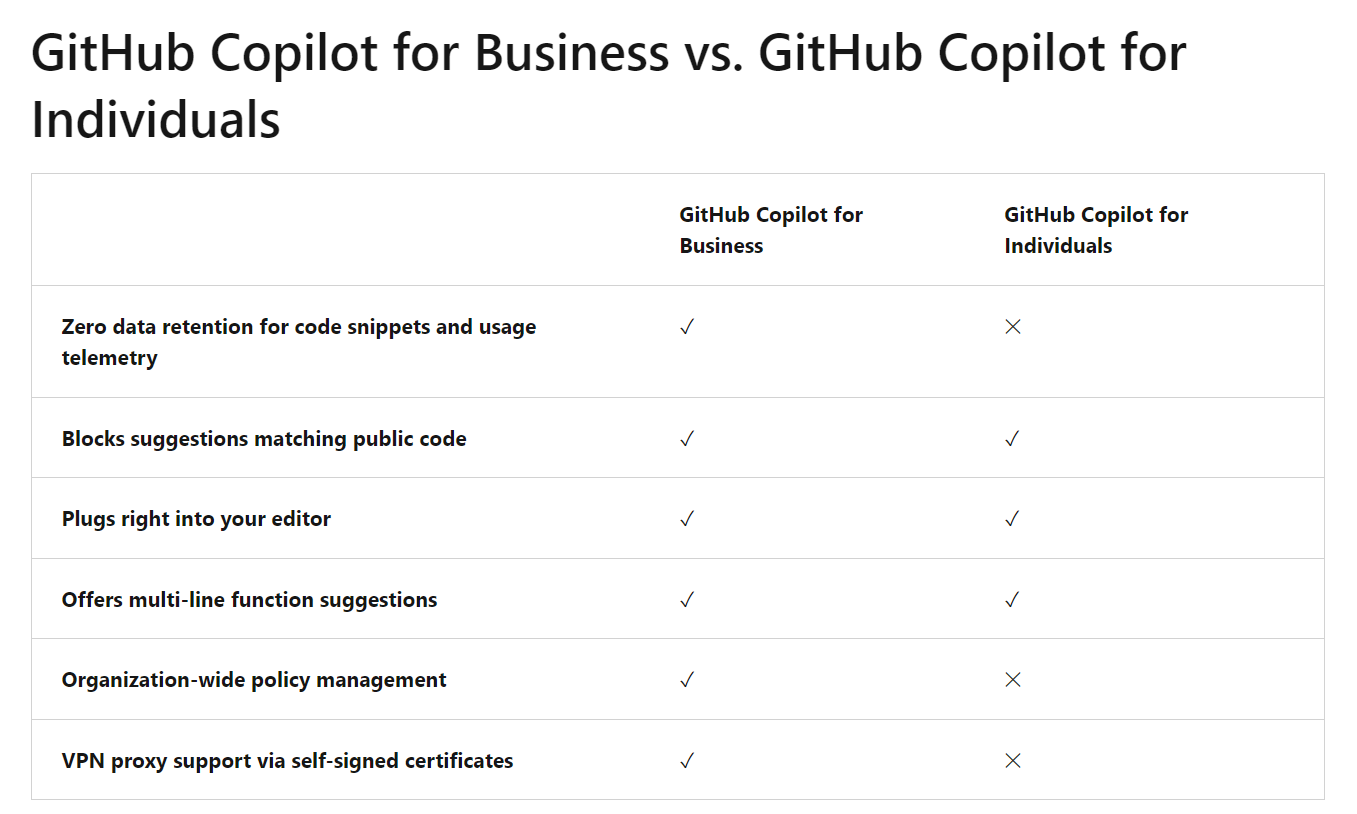 GitHub Copilot for Business vs. GitHub Copilot for
Individuals
GitHub Copilot for
Business
GitHub Copilot for
Individuals
Zero data retention for code snippets and usage
telemetry
✓
✕
Blocks suggestions matching public code
✓
✓
Plugs right into your editor
✓
✓
Offers multi-line function suggestions
✓
✓
Organization-wide policy management
✓
✕
VPN proxy support via self-signed certificates
✓
✕